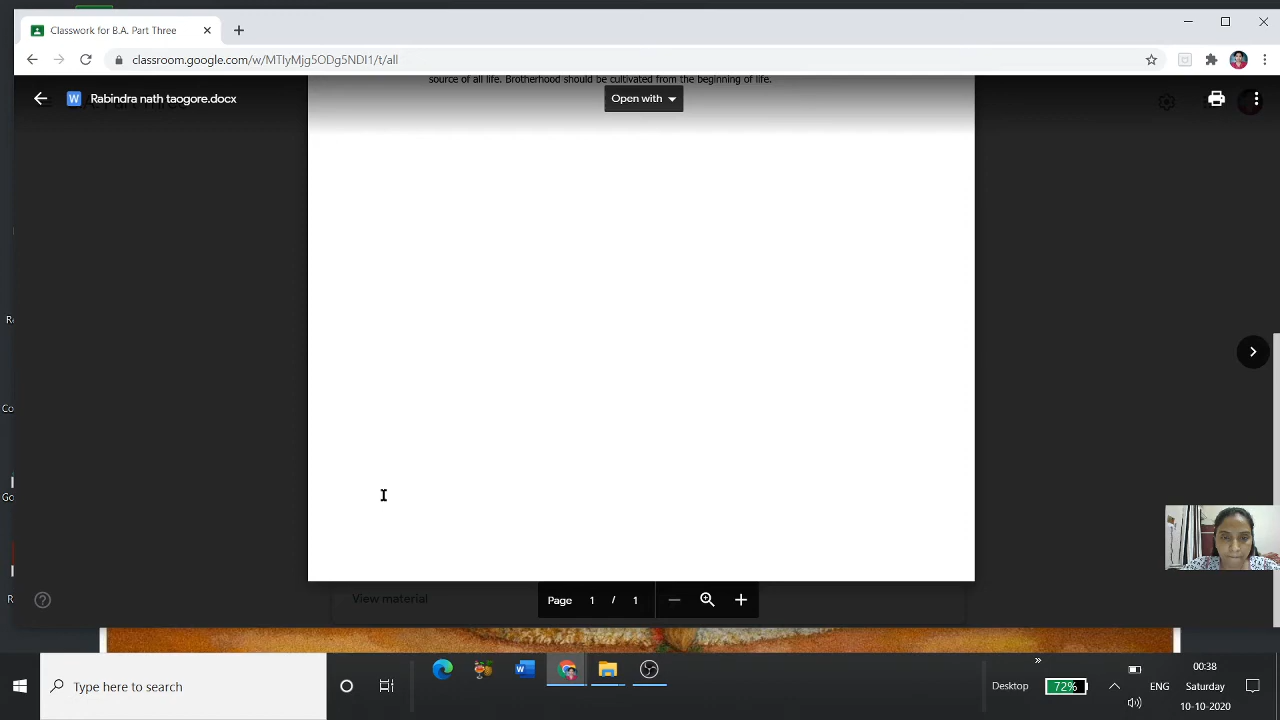 Classwork for B.A. Part Three
classroom.google.com/w/MTIyMjg5ODg5NDI1/t/all
source of all life. Brotherhood should be cultivated from the beginning of life.
Rabindra nath taogore.docx
Open with
View material
Page 1 / 1
Type here to search
Desktop
72%
ENG
00:38
Saturday
10-10-2020